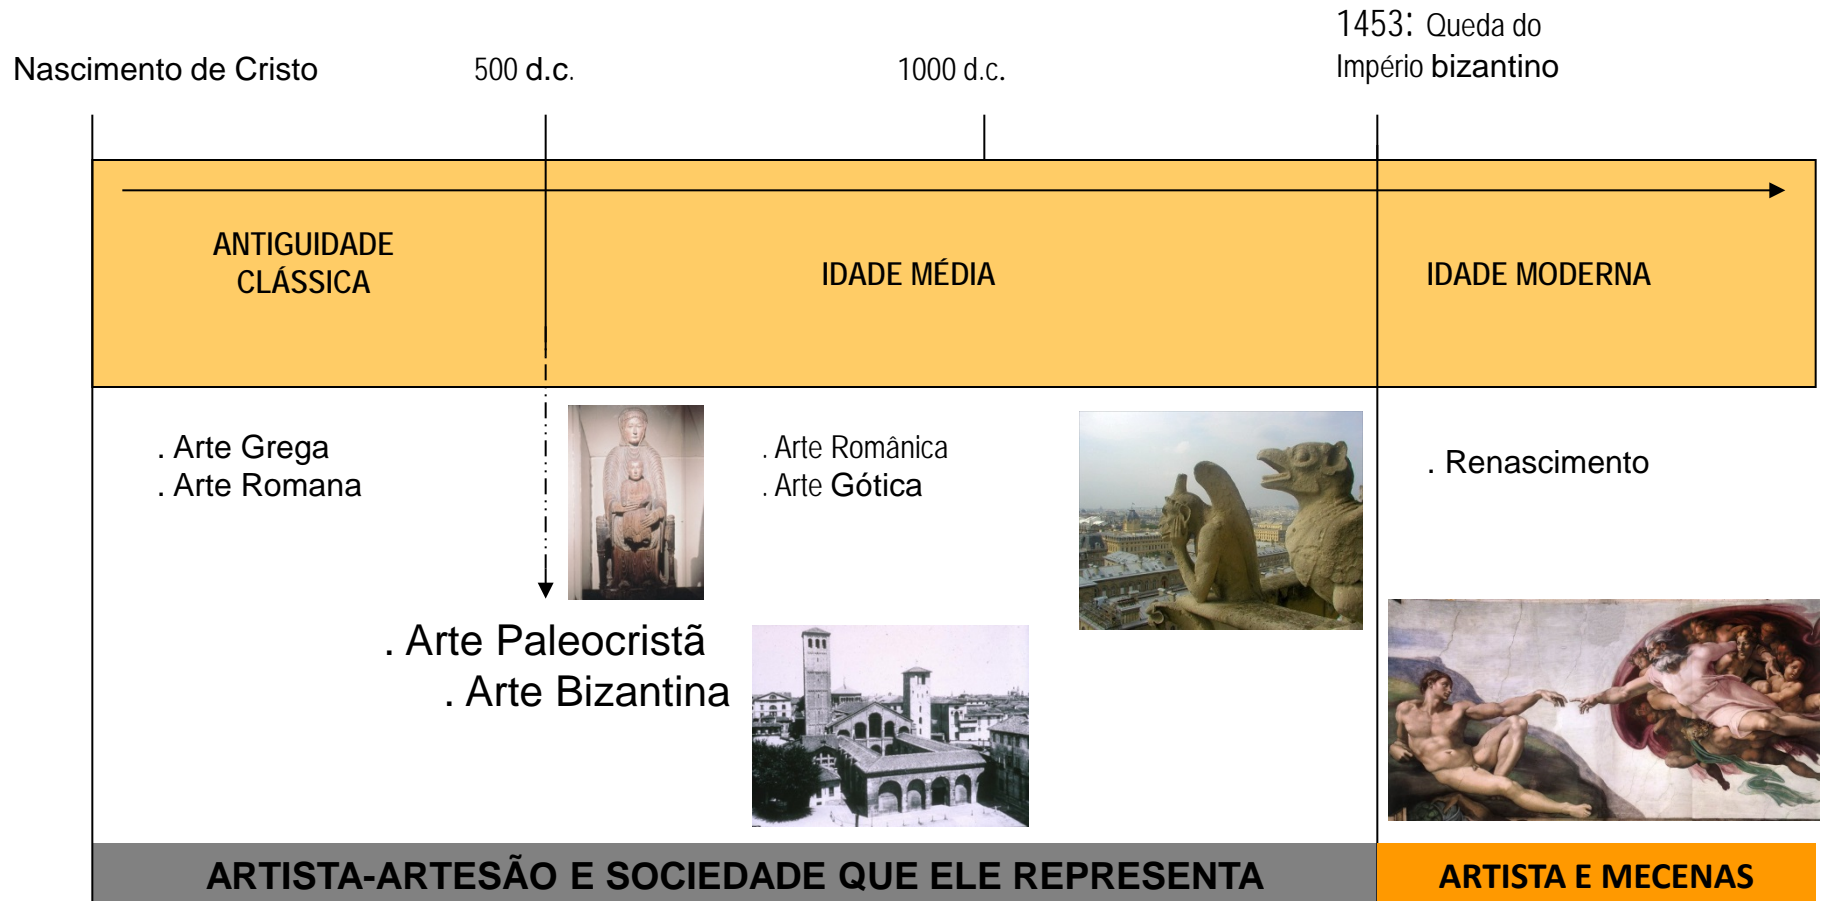 Nascimento de Cristo
500 d.c.
1000 d.c.
1453: Queda do
Império bizantino
ANTIGUIDADE
CLÁSSICA
IDADE MÉDIA
IDADE MODERNA
. Arte Grega
. Arte Romana
. Arte Românica
. Arte Gótica
. Renascimento
. Arte Paleocristã
. Arte Bizantina
ARTISTA-ARTESÃO E SOCIEDADE QUE ELE REPRESENTA
ARTISTA E MECENAS